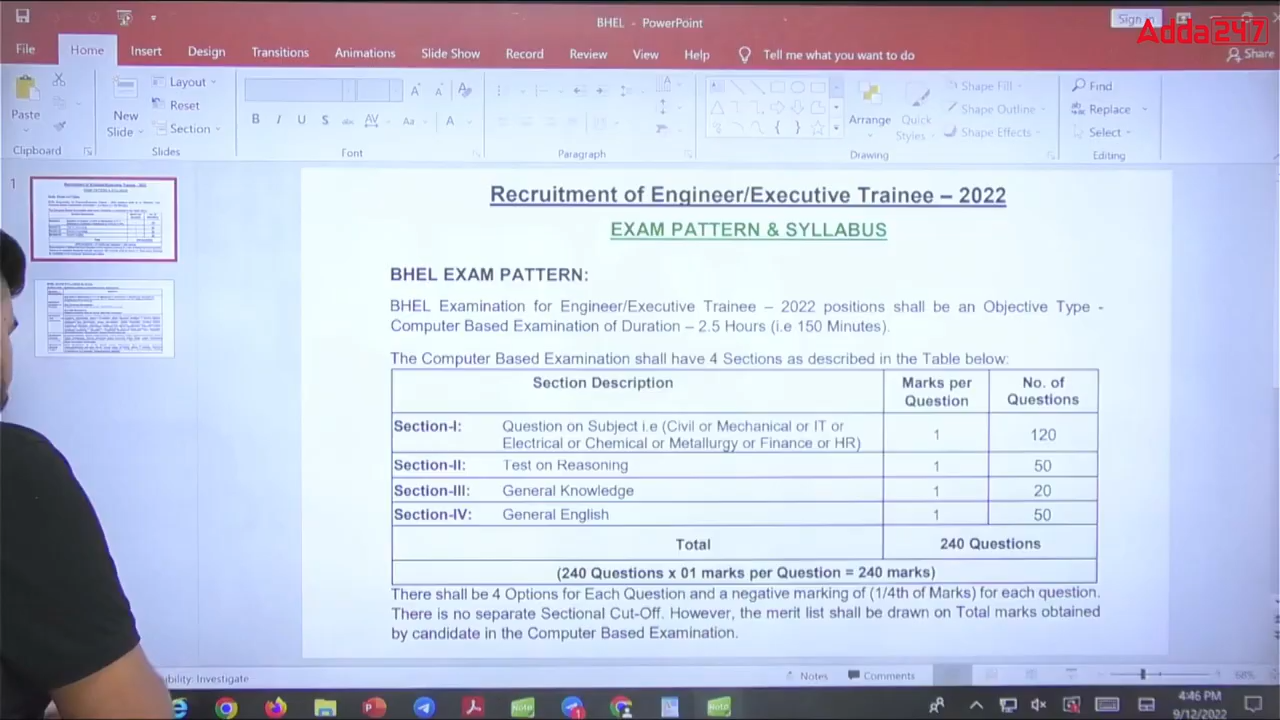 BHEL - PowerPoint
Sign in
Adda247
File Home Insert Design Transitions Animations Slide Show Record Review View Help Tell me what you want to do Share
Paste
Clipboard
New Slide
Layout
Reset
Section
Slides
B I U S abc AV Aa A
Font
Paragraph
Arrange
Quick Styles
Shape Fill
Shape Outline
Shape Effects
Drawing
Find
Replace
Select
Editing
1
Recruitment of Engineer/Executive Trainee – 2022
EXAM PATTERN & SYLLABUS
BHEL EXAM PATTERN:
BHEL Examination for Engineer/Executive Trainee positions shall have Objective Type -
Computer Based Examination of Duration – 2.5 Hours (150 Minutes).
The Computer Based Examination shall have 4 Sections as described in the Table below:
Section Description Marks per Question No. of Questions
Section-I: Question on Subject i.e (Civil or Mechanical or IT or
Electrical or Chemical or Metallurgy or Finance or HR) 1 120
Section-II: Test on Reasoning 1 50
Section-III: General Knowledge 1 20
Section-IV: General English 1 50
Total 240 Questions
(240 Questions x 01 marks per Question = 240 marks)
There shall be 4 Options for Each Question and a negative marking of (1/4th of Marks) for each question.
There is no separate Sectional Cut-Off. However, the merit list shall be drawn on Total marks obtained
by candidate in the Computer Based Examination.
bility: Investigate
Notes Comments 68%
4:46 PM
9/12/2022